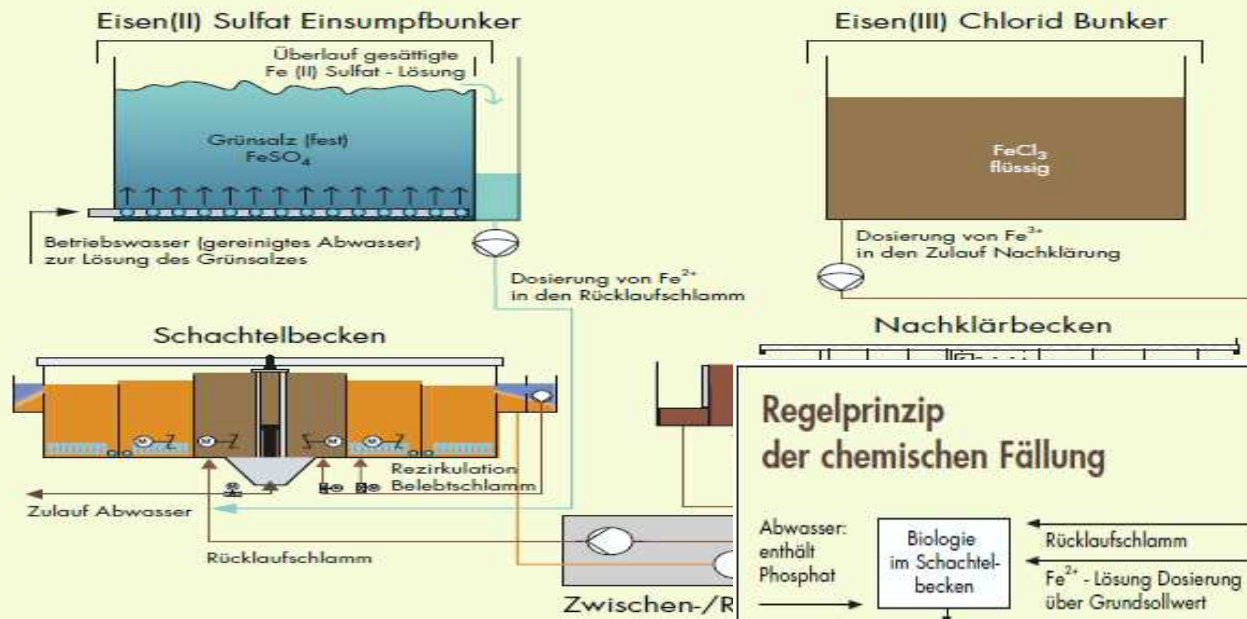 Eisen(II) Sulfat Einsumpfbunker
Überlauf gesättigte
Fe (II) Sulfat - Lösung
Grünsalz (fest)
FeSO₄
Betriebswasser (gereinigtes Abwasser)
zur Lösung des Grünsalzes
Dosierung von Fe²⁺
in den Rücklaufschlamm
Eisen(III) Chlorid Bunker
FeCl₃
flüssig
Dosierung von Fe³⁺
in den Zulauf Nachklärung
Schachtelbecken
M
M
M
Rezirkulation
Belebtschlamm
Zulauf Abwasser
Rücklaufschlamm
Nachklärbecken
Zwischen-/R
Regelprinzip
der chemischen Fällung
Abwasser:
enthält
Phosphat
Biologie
im Schachtel-
becken
Rücklaufschlamm
Fe²⁺ - Lösung Dosierung
über Grundsollwert